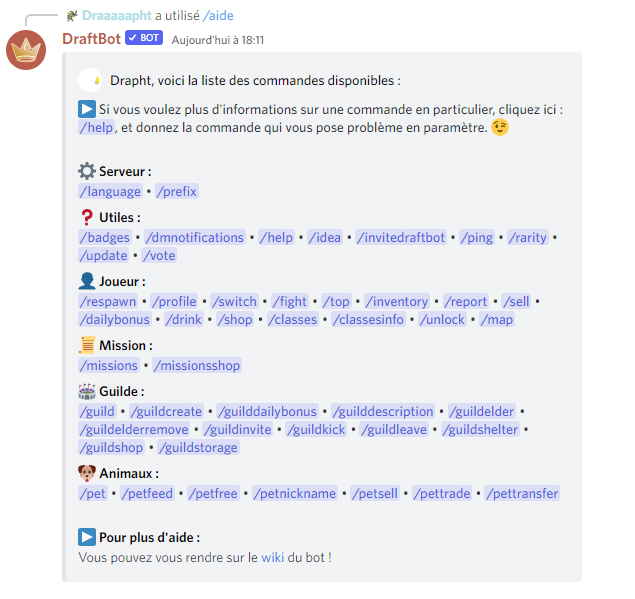 Draaaaapht a utilisé /aide
DraftBot ✓ BOT Aujourd'hui à 18:11
Drapht, voici la liste des commandes disponibles :
Si vous voulez plus d'informations sur une commande en particulier, cliquez ici :
/help, et donnez la commande qui vous pose problème en paramètre. 😉
Serveur :
/language • /prefix
Utiles :
/badges • /dmnotifications • /help • /idea • /invitedraftbot • /ping • /rarity •
/update • /vote
Joueur :
/respawn • /profile • /switch • /fight • /top • /inventory • /report • /sell •
/dailybonus • /drink • /shop • /classes • /classesinfo • /unlock • /map
Mission :
/missions • /missionsshop
Guilde :
/guild • /guildcreate • /guilddailybonus • /guilddescription • /guildelder •
/guildelderremove • /guildinvite • /guildkick • /guildleave • /guildshelter •
/guildshop • /guildstorage
Animaux :
/pet • /petfeed • /petfree • /petnickname • /petsell • /pettrade • /pettransfer
Pour plus d'aide :
Vous pouvez vous rendre sur le wiki du bot !